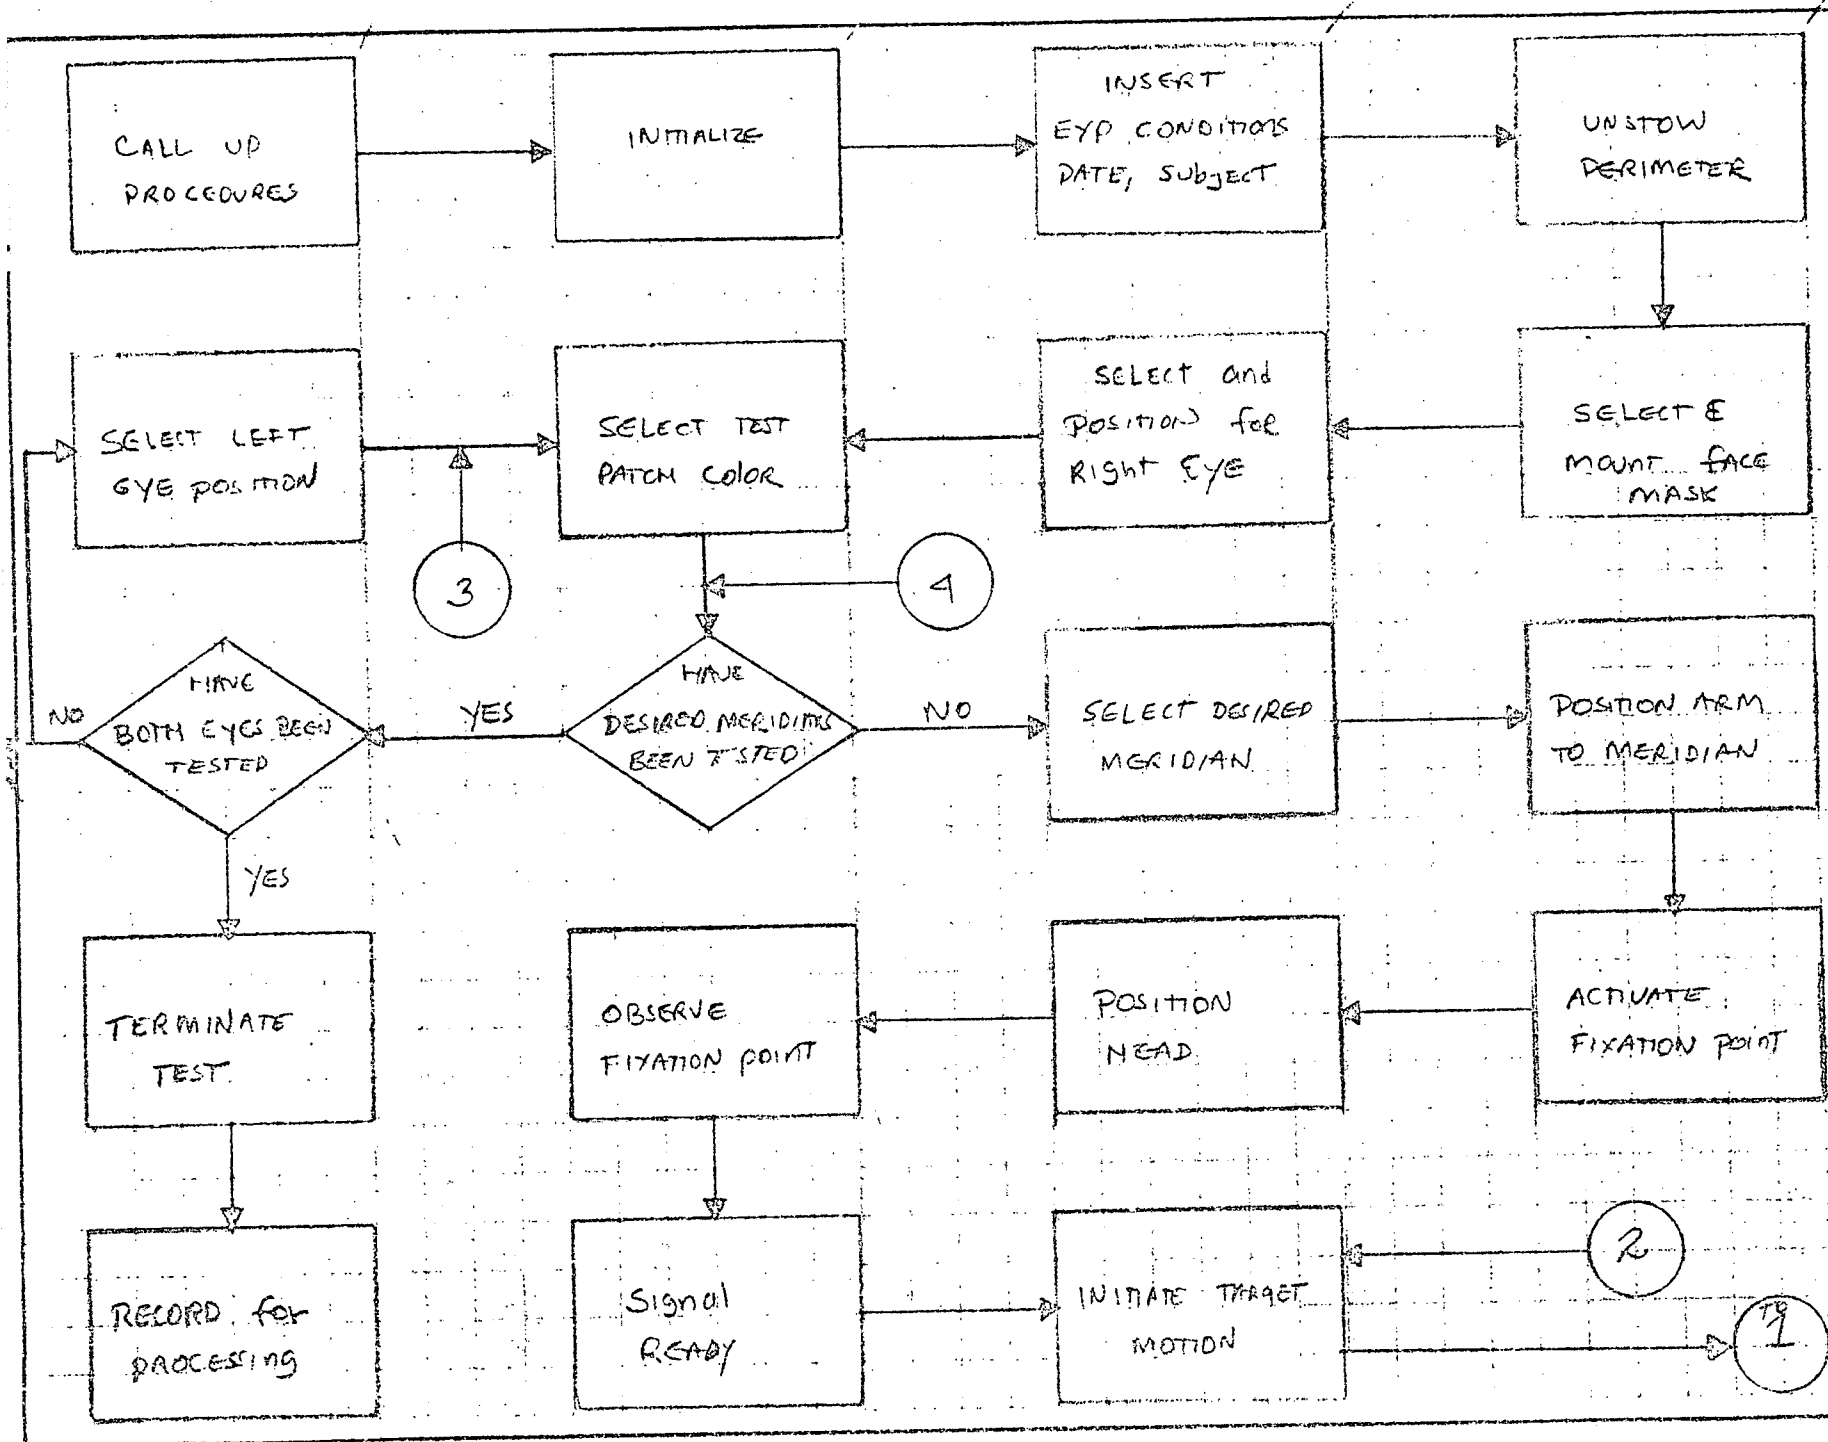 CALL UP
PROCEDURES
INITIALIZE
INSERT
EXP CONDITIONS
DATE, SUBJECT
UNSTOW
PERIMETER
SELECT LEFT
EYE POSITION
SELECT TEST
PATCH COLOR
SELECT and
POSITION for
Right EYE
SELECT &
MOUNT FACE
MASK
3
4
HAVE
BOTH EYES BEEN
TESTED
NO
YES
HAVE
DESIRED MERIDIANS
BEEN TESTED
NO
SELECT DESIRED
MERIDIAN
POSITION ARM
TO MERIDIAN
YES
TERMINATE
TEST
OBSERVE
FIXATION POINT
POSITION
HEAD
ACTIVATE
FIXATION POINT
RECORD for
processing
Signal
READY
INITIATE TARGET
MOTION
2
TO
1